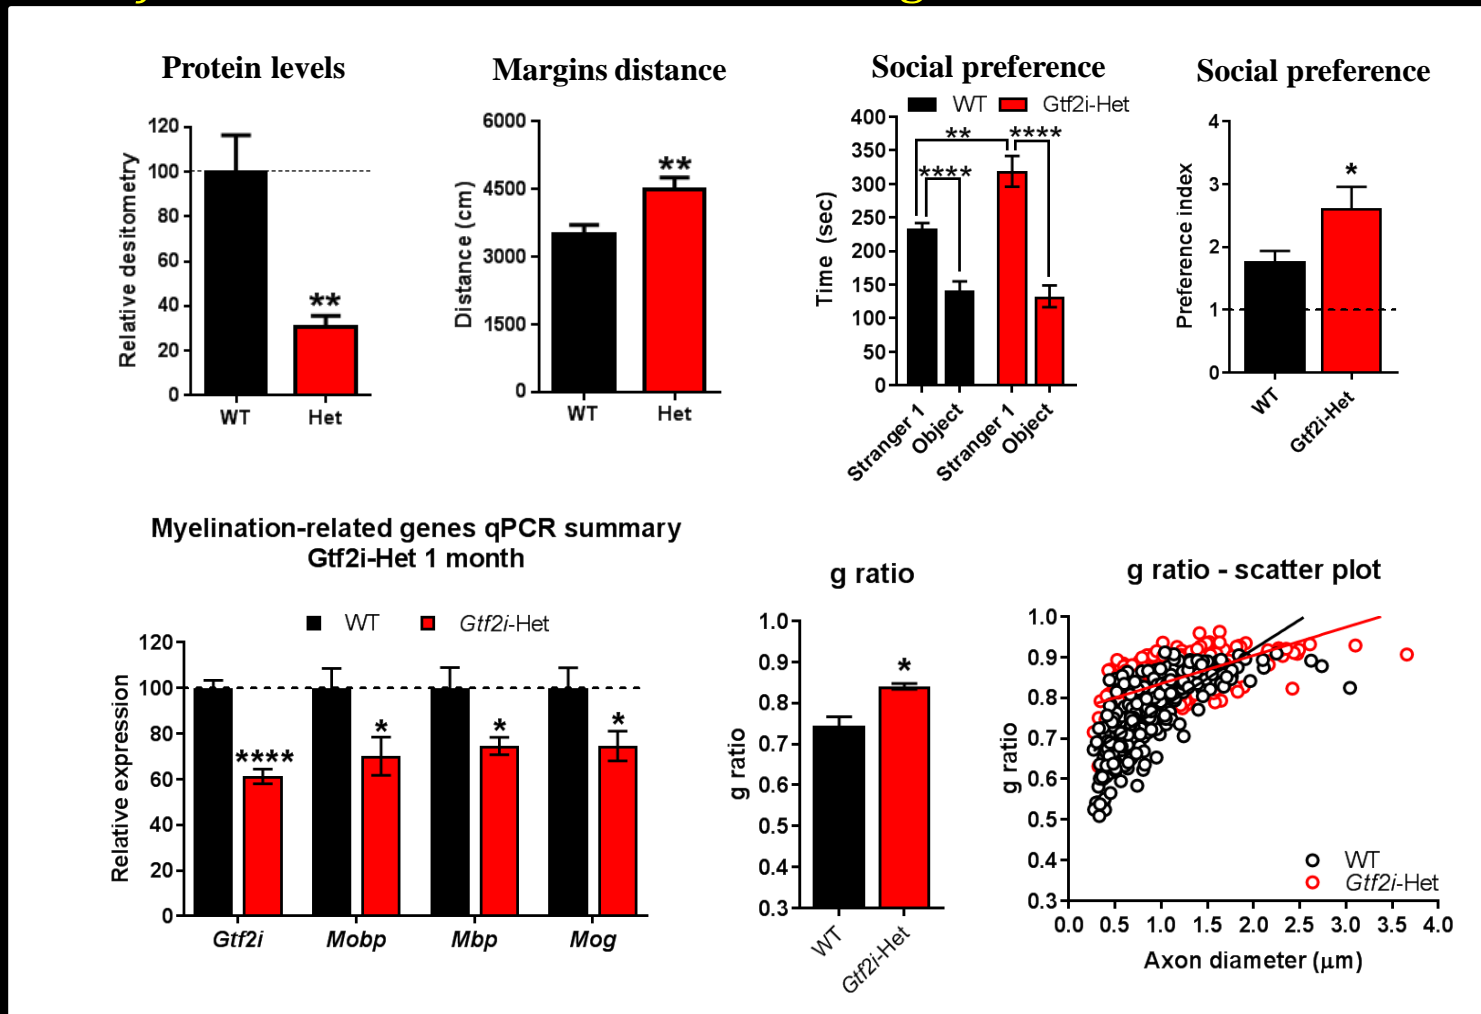 Protein levels
120
100
80
60
40
20
0
Relative desitometry
**
WT
Het
Margins distance
6000
4500
3000
1500
0
Distance (cm)
**
WT
Het
Social preference
WT
Gtf2i-Het
400
350
300
250
200
150
100
50
0
Time (sec)
**
****
****
Stranger 1
Object
Stranger 1
Object
Social preference
4
3
2
1
0
Preference index
*
WT
Gtf2i-Het
Myelination-related genes qPCR summary
Gtf2i-Het 1 month
WT
Gtf2i-Het
120
100
80
60
40
20
0
Relative expression
****
*
*
*
Gtf2i
Mobp
Mbp
Mog
g ratio
1.0
0.9
0.8
0.7
0.6
0.5
0.4
0.3
g ratio
*
WT
Gtf2i-Het
g ratio - scatter plot
1.0
0.9
0.8
0.7
0.6
0.5
0.4
0.3
g ratio
WT
Gtf2i-Het
0.0 0.5 1.0 1.5 2.0 2.5 3.0 3.5 4.0
Axon diameter (μm)